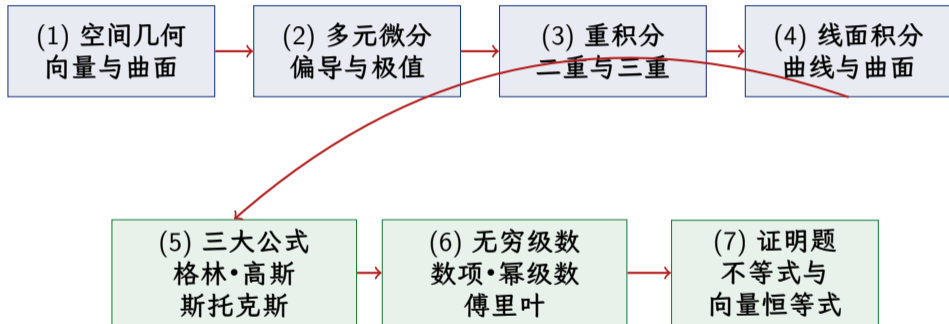 (1) 空间几何
向量与曲面
(2) 多元微分
偏导与极值
(3) 重积分
二重与三重
(4) 线面积分
曲线与曲面
(5) 三大公式
格林•高斯
斯托克斯
(6) 无穷级数
数项•幂级数
傅里叶
(7) 证明题
不等式与
向量恒等式